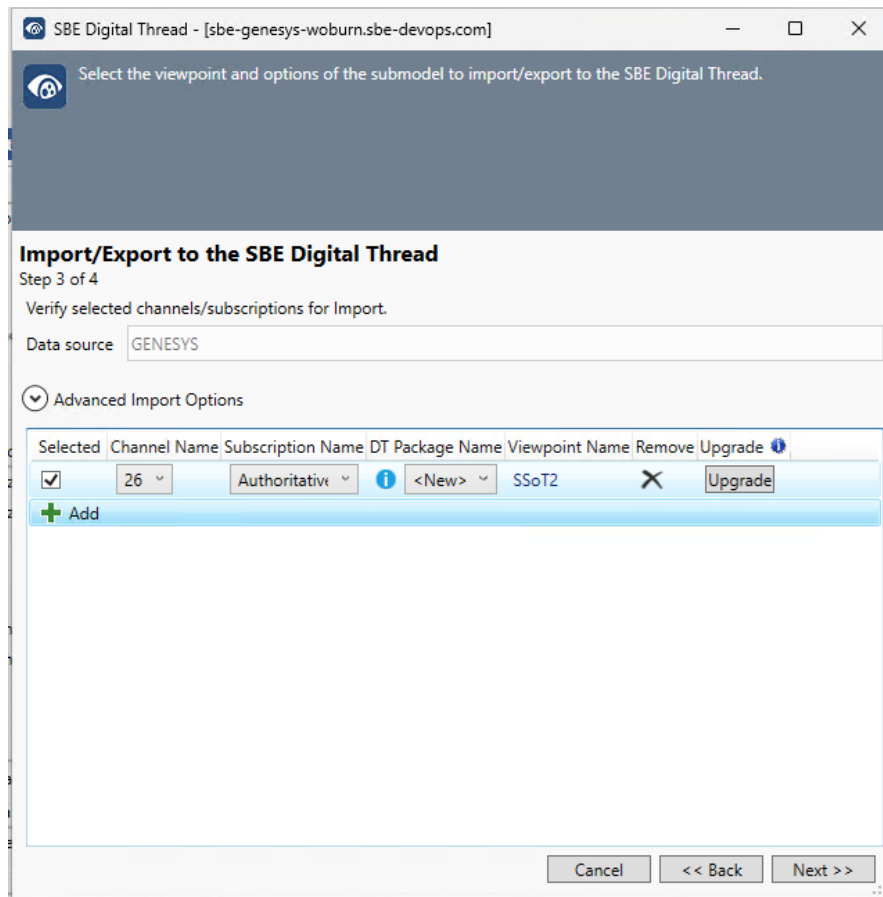 SBE Digital Thread - [sbe-genesys-woburn.sbe-devops.com]
Select the viewpoint and options of the submodel to import/export to the SBE Digital Thread.
Import/Export to the SBE Digital Thread
Step 3 of 4
Verify selected channels/subscriptions for Import.
Data source GENESYS
Advanced Import Options
Selected Channel Name Subscription Name DT Package Name Viewpoint Name Remove Upgrade
26 Authoritative <New> SSoT2 Upgrade
Add
Cancel << Back Next >>